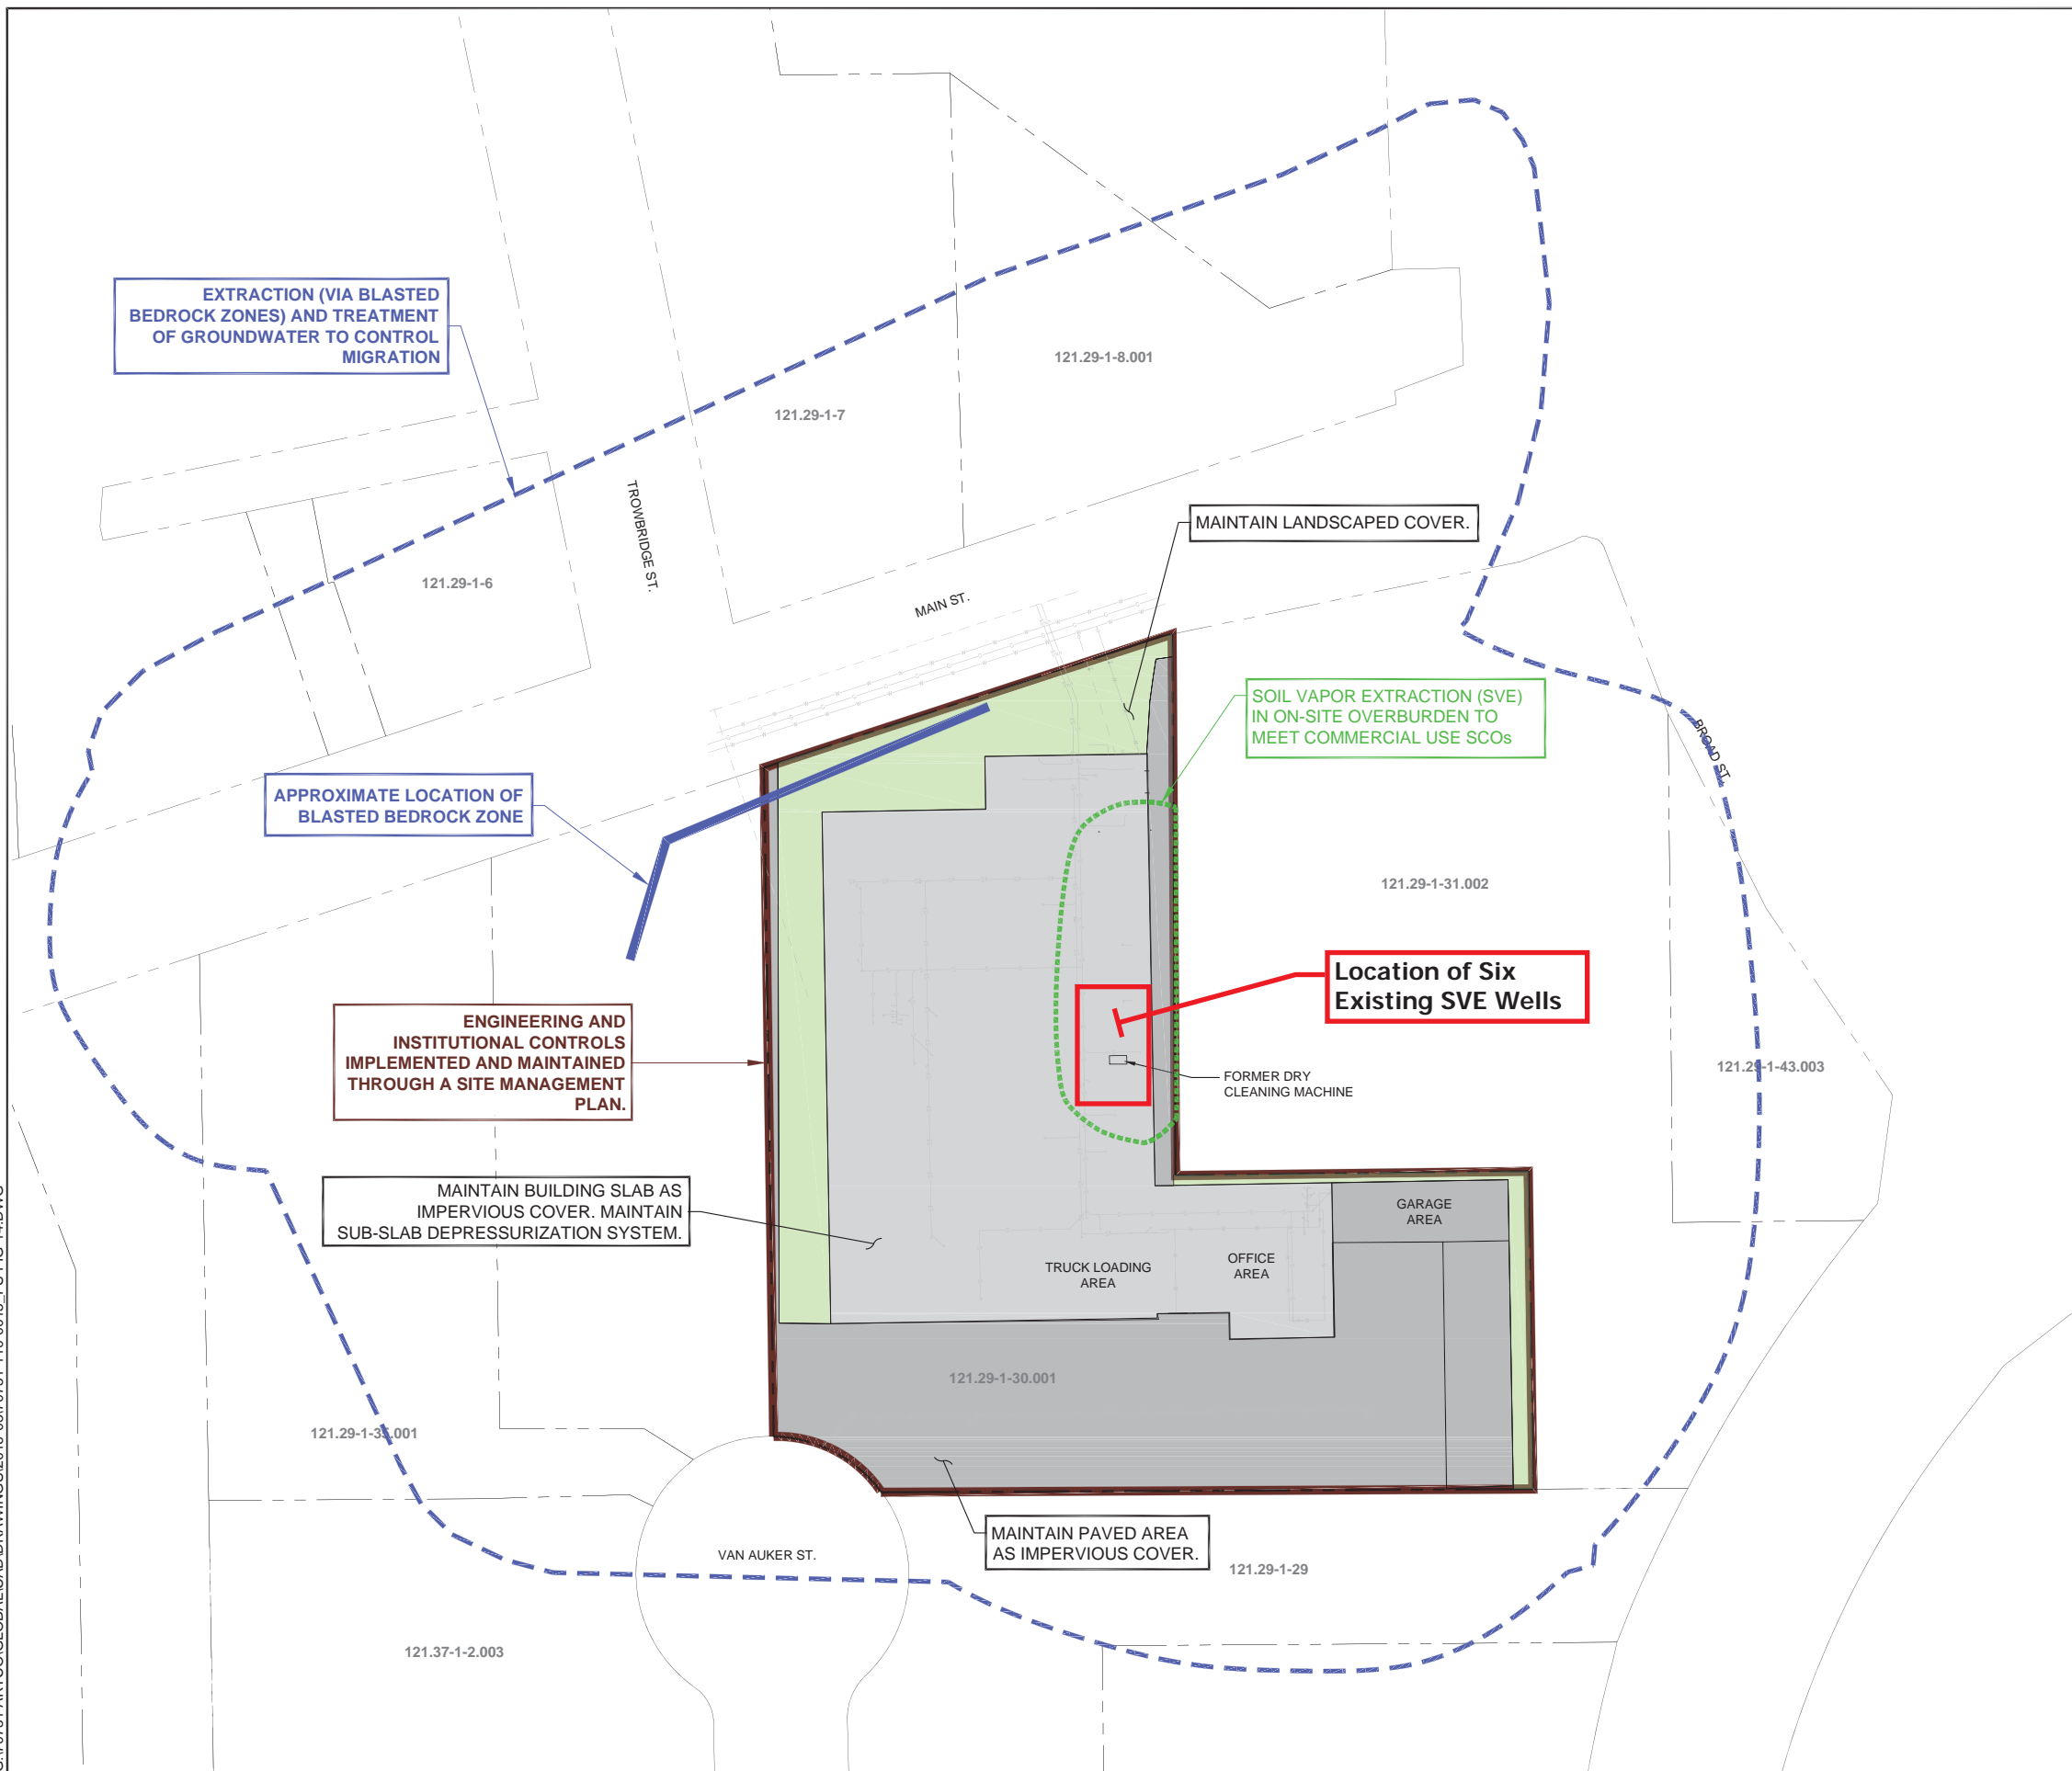 EXTRACTION (VIA BLASTED
BEDROCK ZONES) AND TREATMENT
OF GROUNDWATER TO CONTROL
MIGRATION
121.29-1-8.001
121.29-1-7
TROWBRIDGE ST.
MAINTAIN LANDSCAPED COVER.
121.29-1-6
MAIN ST.
SOIL VAPOR EXTRACTION (SVE)
IN ON-SITE OVERBURDEN TO
MEET COMMERCIAL USE SCOs
BROAD ST.
APPROXIMATE LOCATION OF
BLASTED BEDROCK ZONE
121.29-1-31.002
Location of Six
Existing SVE Wells
ENGINEERING AND
INSTITUTIONAL CONTROLS
IMPLEMENTED AND MAINTAINED
THROUGH A SITE MANAGEMENT
PLAN.
FORMER DRY
CLEANING MACHINE
121.29-1-43.003
MAINTAIN BUILDING SLAB AS
IMPERVIOUS COVER. MAINTAIN
SUB-SLAB DEPRESSURIZATION SYSTEM.
GARAGE
AREA
TRUCK LOADING
AREA
OFFICE
AREA
121.29-1-30.001
121.29-1-35.001
MAINTAIN PAVED AREA
AS IMPERVIOUS COVER.
VAN AUKER ST.
121.29-1-29
121.37-1-2.003